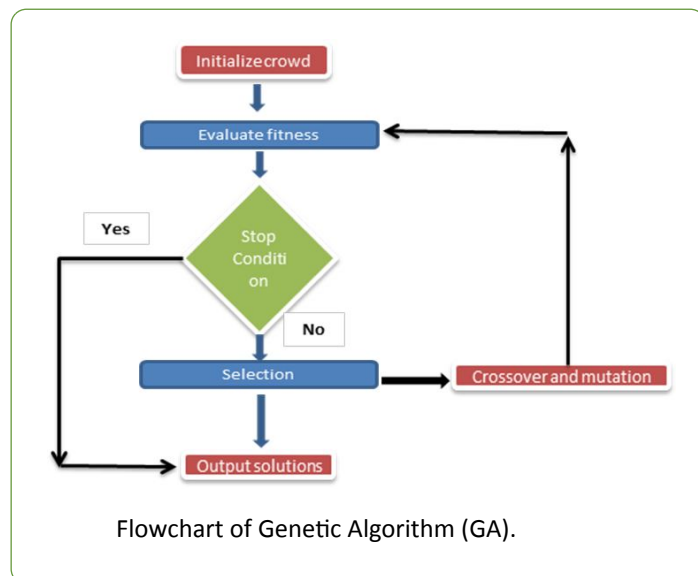 Initialize crowd
Evaluate fitness
Yes
Stop
Conditi
on
No
Selection
Crossover and mutation
Output solutions
Flowchart of Genetic Algorithm (GA).